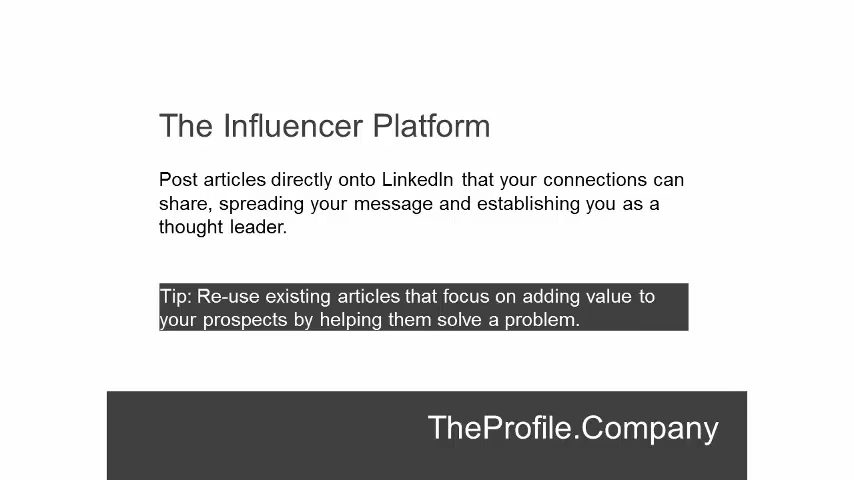 The Influencer Platform
Post articles directly onto LinkedIn that your connections can
share, spreading your message and establishing you as a
thought leader.
Tip: Re-use existing articles that focus on adding value to
your prospects by helping them solve a problem.
TheProfile.Company